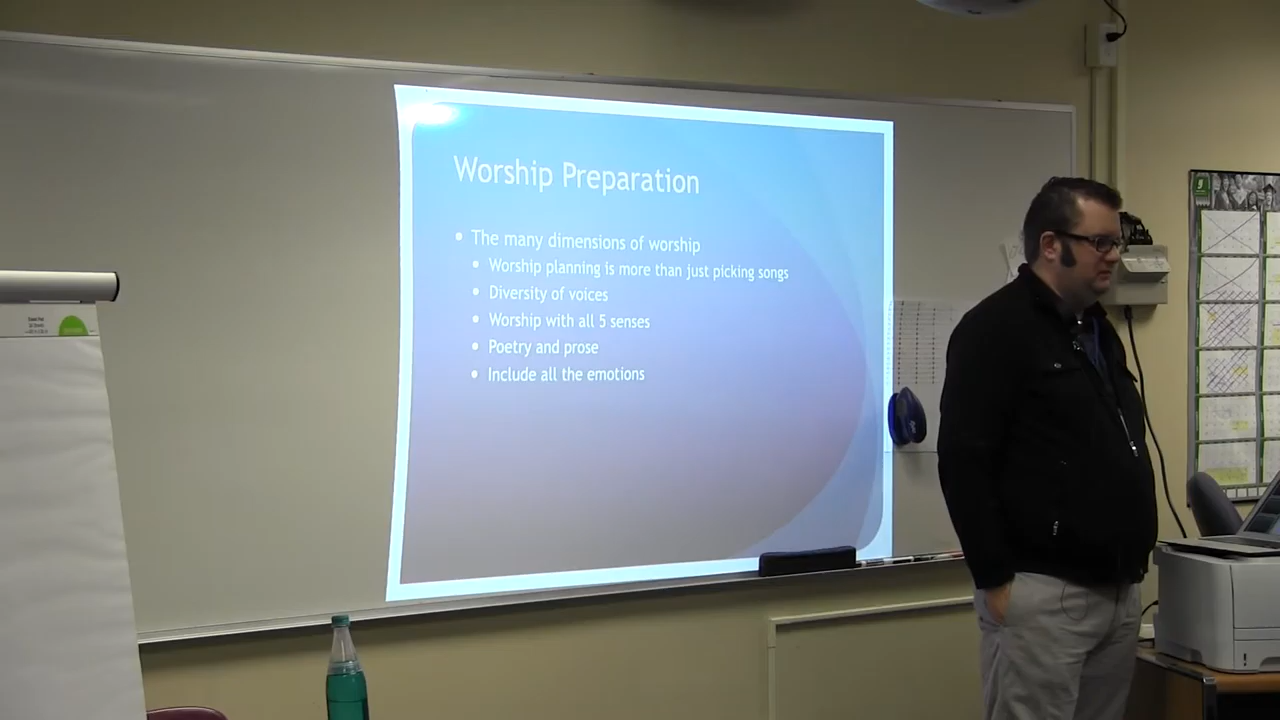 Worship Preparation
The many dimensions of worship
Worship planning is more than just picking songs
Diversity of voices
Worship with all 5 senses
Poetry and prose
Include all the emotions